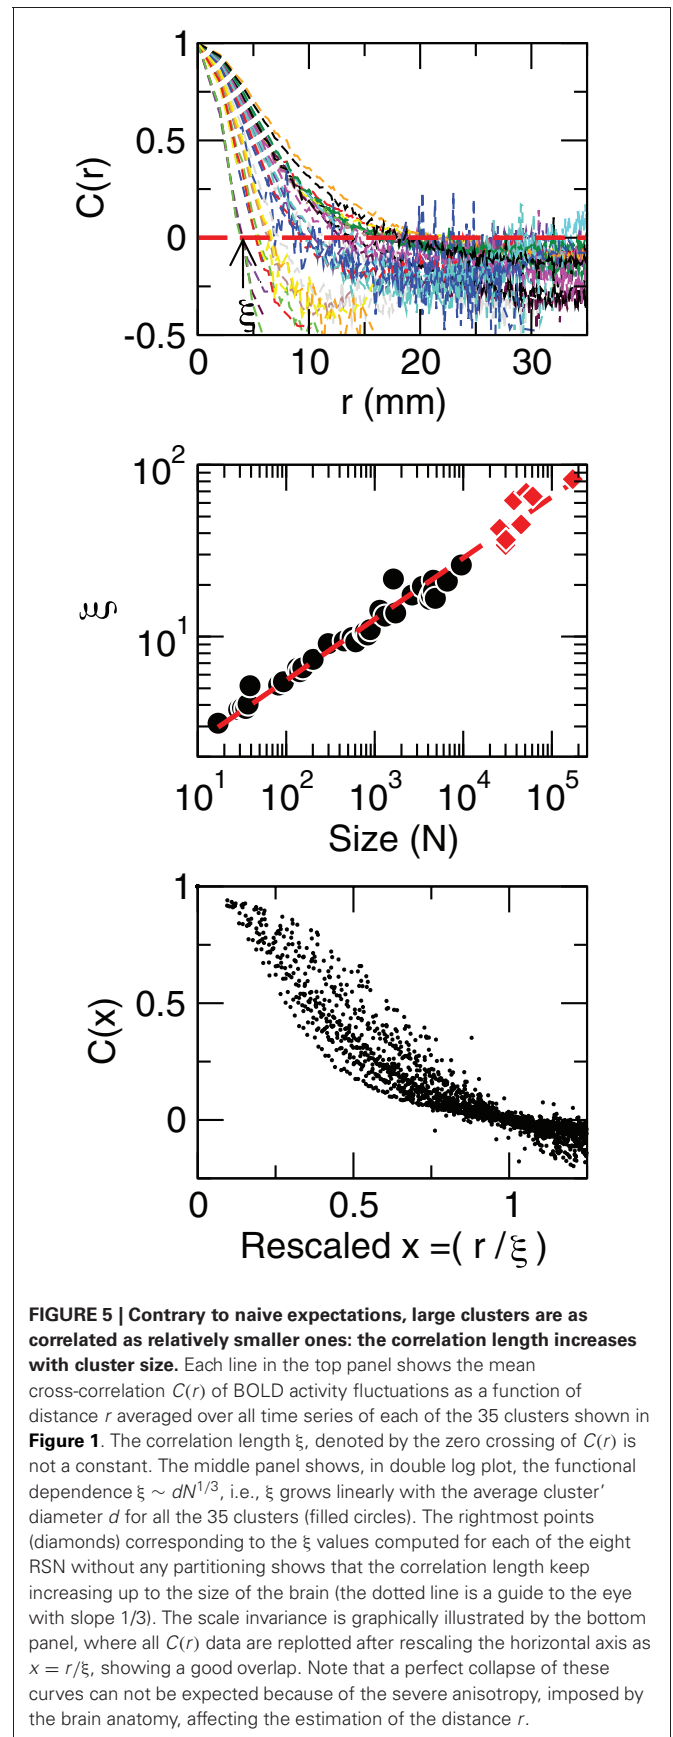 1
0.5
0
-0.5
C(r)
ξ
0 10 20 30
r (mm)
10^2
10^1
ξ
10^1 10^2 10^3 10^4 10^5
Size (N)
1
0.5
0
C(x)
0 0.5 1
Rescaled x =( r /ξ )
FIGURE 5 | Contrary to naive expectations, large clusters are as
correlated as relatively smaller ones: the correlation length increases
with cluster size. Each line in the top panel shows the mean
cross-correlation C(r) of BOLD activity fluctuations as a function of
distance r averaged over all time series of each of the 35 clusters shown in
Figure 1. The correlation length ξ, denoted by the zero crossing of C(r) is
not a constant. The middle panel shows, in double log plot, the functional
dependence ξ ∼ dN^1/3, i.e., ξ grows linearly with the average cluster’
diameter d for all the 35 clusters (filled circles). The rightmost points
(diamonds) corresponding to the ξ values computed for each of the eight
RSN without any partitioning shows that the correlation length keep
increasing up to the size of the brain (the dotted line is a guide to the eye
with slope 1/3). The scale invariance is graphically illustrated by the bottom
panel, where all C(r) data are replotted after rescaling the horizontal axis as
x = r/ξ, showing a good overlap. Note that a perfect collapse of these
curves can not be expected because of the severe anisotropy, imposed by
the brain anatomy, affecting the estimation of the distance r.